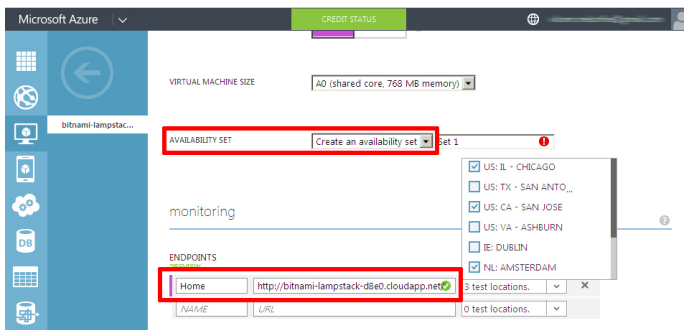 Microsoft Azure
CREDIT STATUS
VIRTUAL MACHINE SIZE
A0 (shared core, 768 MB memory)
bitnami-lampstac...
AVAILABILITY SET
Create an availability set
Set 1
US: IL - CHICAGO
US: TX - SAN ANTO...
US: CA - SAN JOSE
US: VA - ASHBURN
IE: DUBLIN
NL: AMSTERDAM
monitoring
ENDPOINTS
PREVIEW
Home
http://bitnami-lampstack-d8e0.cloudapp.net
3 test locations.
NAME
URL
0 test locations.
DB